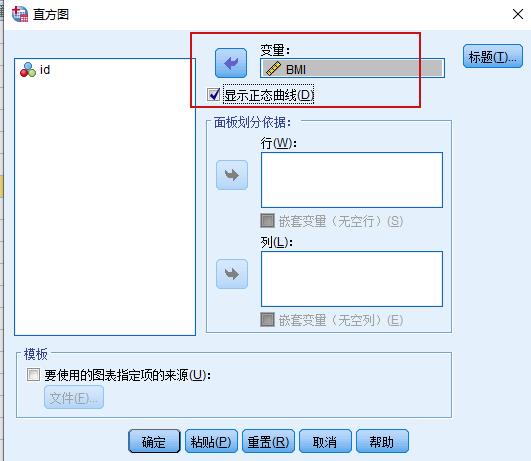 直方图
id
变量:
BMI
标题(T)...
显示正态曲线(D)
面板划分依据:
行(W):
嵌套变量（无空行）(S)
列(L):
嵌套变量（无空列）(E)
模板
要使用的图表指定项的来源(U):
文件(F)...
确定
粘贴(P)
重置(R)
取消
帮助